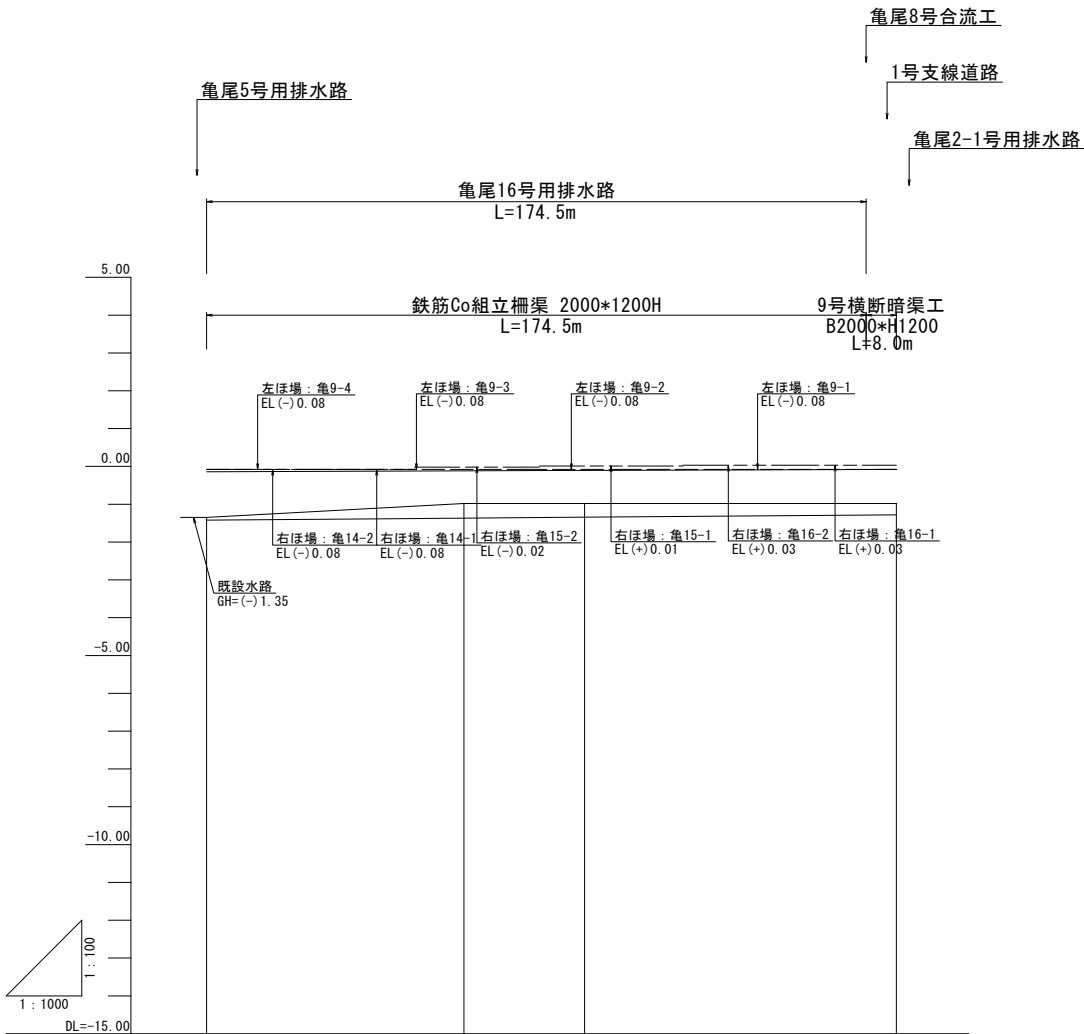 亀尾8号合流工
1号支線道路
亀尾5号用排水路
亀尾2-1号用排水路
亀尾16号用排水路
L=174.5m
5.00
鉄筋Co組立柵渠 2000*1200H
L=174.5m
9号横断暗渠工
B2000*H1200
L=8.0m
左ほ場：亀9-4
EL(-)0.08
左ほ場：亀9-3
EL(-)0.08
左ほ場：亀9-2
EL(-)0.08
左ほ場：亀9-1
EL(-)0.08
0.00
右ほ場：亀14-2
EL(-)0.08
右ほ場：亀14-1
EL(-)0.08
右ほ場：亀15-2
EL(-)0.02
右ほ場：亀15-1
EL(+)0.01
右ほ場：亀16-2
EL(+)0.03
右ほ場：亀16-1
EL(+)0.03
既設水路
GH=(-)1.35
-5.00
-10.00
1：100
1：1000
DL=-15.00